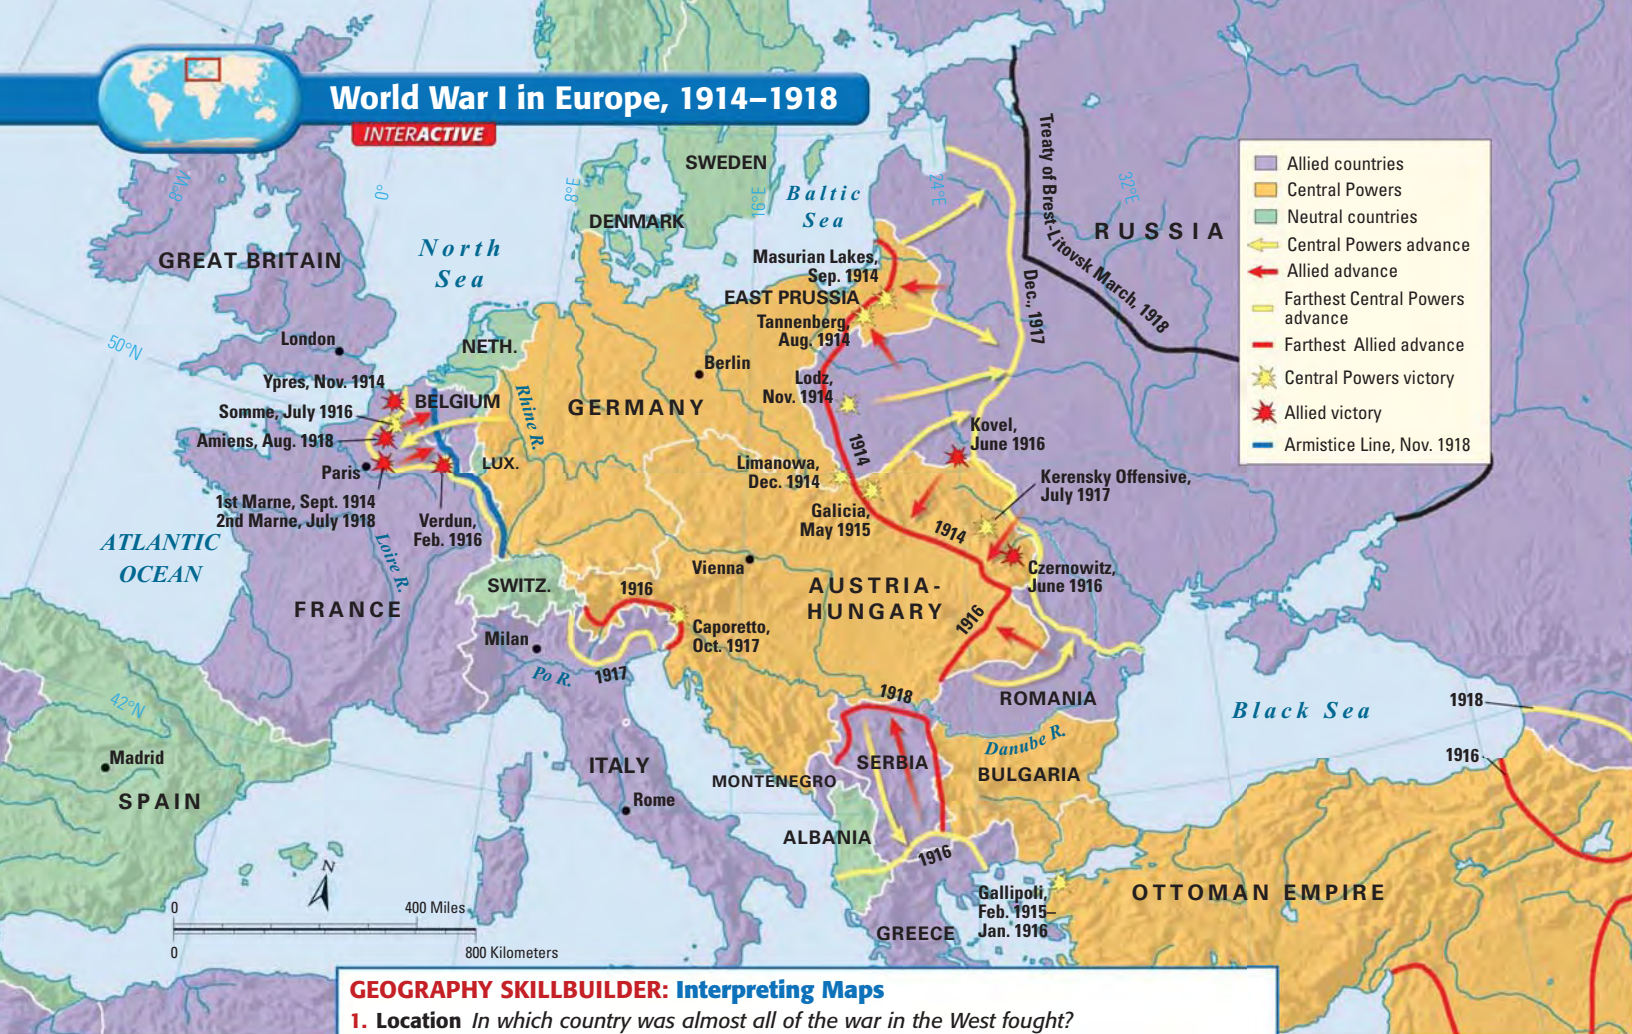 World War I in Europe, 1914–1918
INTERACTIVE
Allied countries
Central Powers
Neutral countries
Central Powers advance
Allied advance
Farthest Central Powers
advance
Farthest Allied advance
Central Powers victory
Allied victory
Armistice Line, Nov. 1918
8°W
0°
8°E
16°E
24°E
32°E
50°N
42°N
SWEDEN
Baltic
Sea
DENMARK
North
Sea
GREAT BRITAIN
London
RUSSIA
Treaty of Brest-Litovsk March, 1918
Dec., 1917
Masurian Lakes,
Sep. 1914
EAST PRUSSIA
Tannenberg,
Aug. 1914
NETH.
Berlin
Lodz,
Nov. 1914
Ypres, Nov. 1914
BELGIUM
Somme, July 1916
Amiens, Aug. 1918
Rhine R.
GERMANY
Paris
LUX.
1st Marne, Sept. 1914
2nd Marne, July 1918
Verdun,
Feb. 1916
1914
Kovel,
June 1916
Limanowa,
Dec. 1914
Kerensky Offensive,
July 1917
Galicia,
May 1915
1914
ATLANTIC
OCEAN
Loire R.
Vienna
Czernowitz,
June 1916
SWITZ.
1916
AUSTRIA-
HUNGARY
1916
FRANCE
Milan
Caporetto,
Oct. 1917
Po R.
1917
1918
ROMANIA
Black Sea
1918
1916
Danube R.
Madrid
SPAIN
ITALY
MONTENEGRO
SERBIA
BULGARIA
Rome
ALBANIA
1916
Gallipoli,
Feb. 1915–
Jan. 1916
OTTOMAN EMPIRE
GREECE
N
0
400 Miles
0
800 Kilometers
GEOGRAPHY SKILLBUILDER: Interpreting Maps
1. Location In which country was almost all of the war in the West fought?